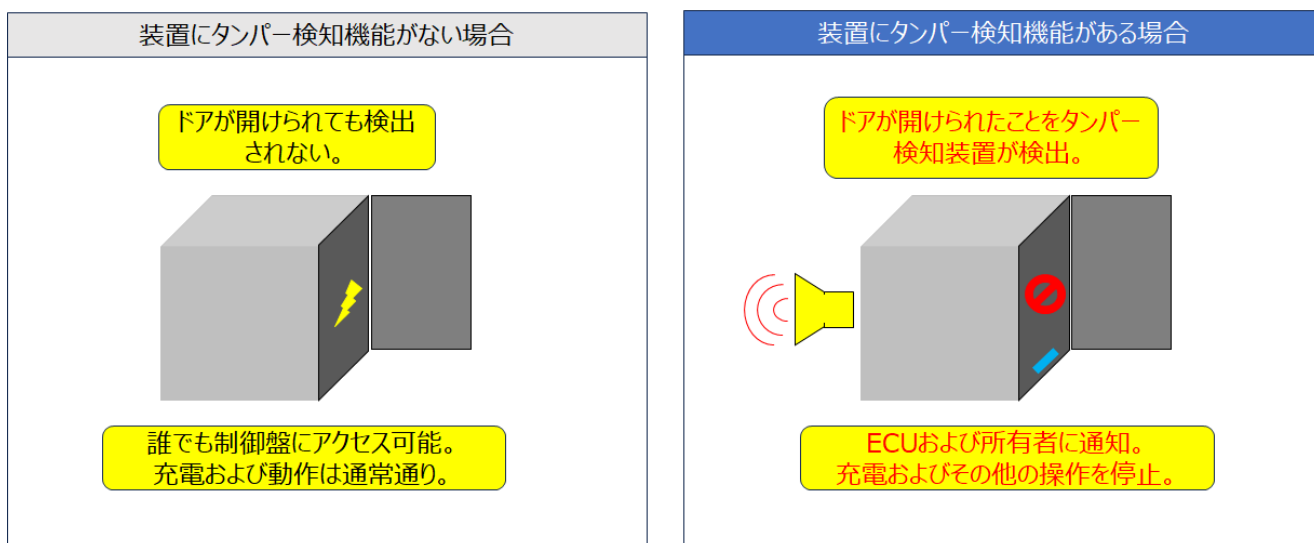 装置にタンパー検知機能がない場合
ドアが開けられても検出
されない。
誰でも制御盤にアクセス可能。
充電および動作は通常通り。
装置にタンパー検知機能がある場合
ドアが開けられたことをタンパー
検知装置が検出。
ECUおよび所有者に通知。
充電およびその他の操作を停止。